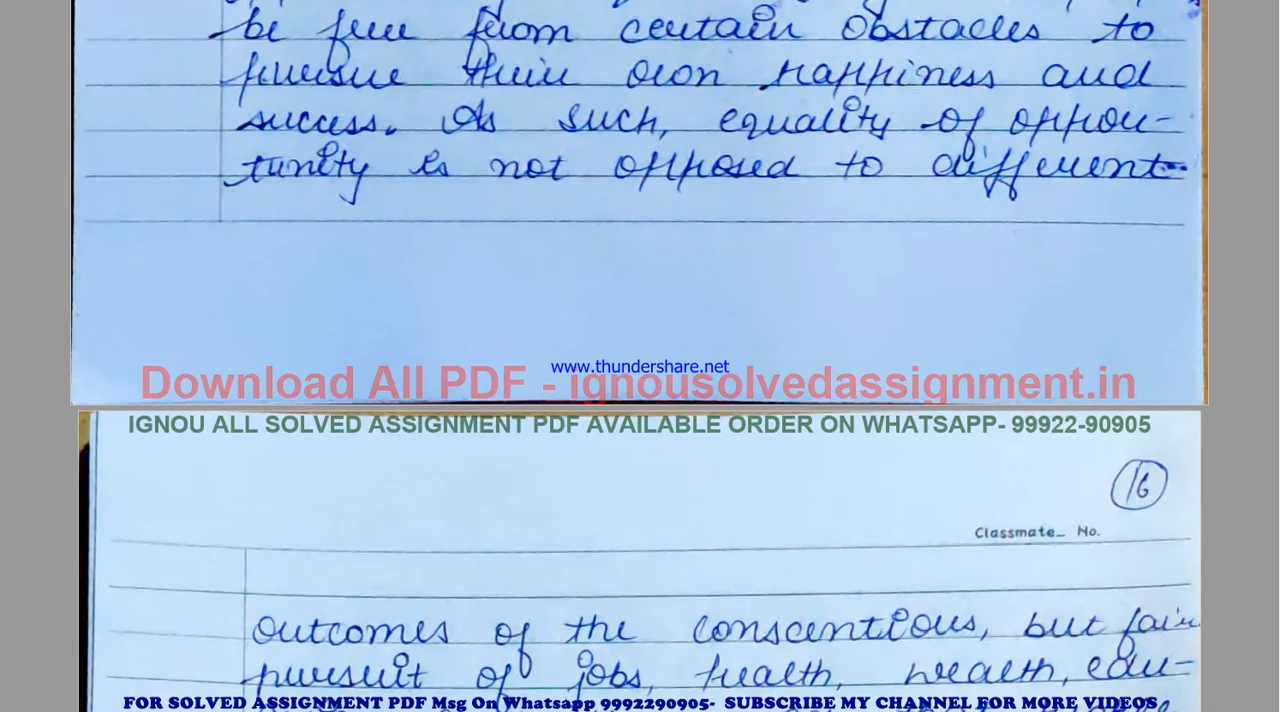 be free from certain obstacles to
pursue their own happiness and
success. As such, equality of oppor-
tunity is not opposed to different
www.thundershare.net
Download All PDF - ignousolvedassignment.in
IGNOU ALL SOLVED ASSIGNMENT PDF AVAILABLE ORDER ON WHATSAPP- 99922-90905
16
Classmate_ No.
outcomes of the conscentious, but fair
pursuit of jobs, health, wealth, edu-
FOR SOLVED ASSIGNMENT PDF Msg On Whatsapp 9992290905- SUBSCRIBE MY CHANNEL FOR MORE VIDEOS